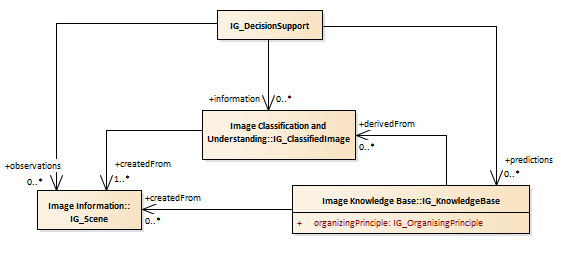 IG_DecisionSupport
+information
0..*
Image Classification and
Understanding::IG_ClassifiedImage
+derivedFrom
0..*
+observations
0..*
+createdFrom
1..*
+predictions
0..*
Image Information::
IG_Scene
+createdFrom
0..*
Image Knowledge Base::IG_KnowledgeBase
+ organizingPrinciple: IG_OrganisingPrinciple